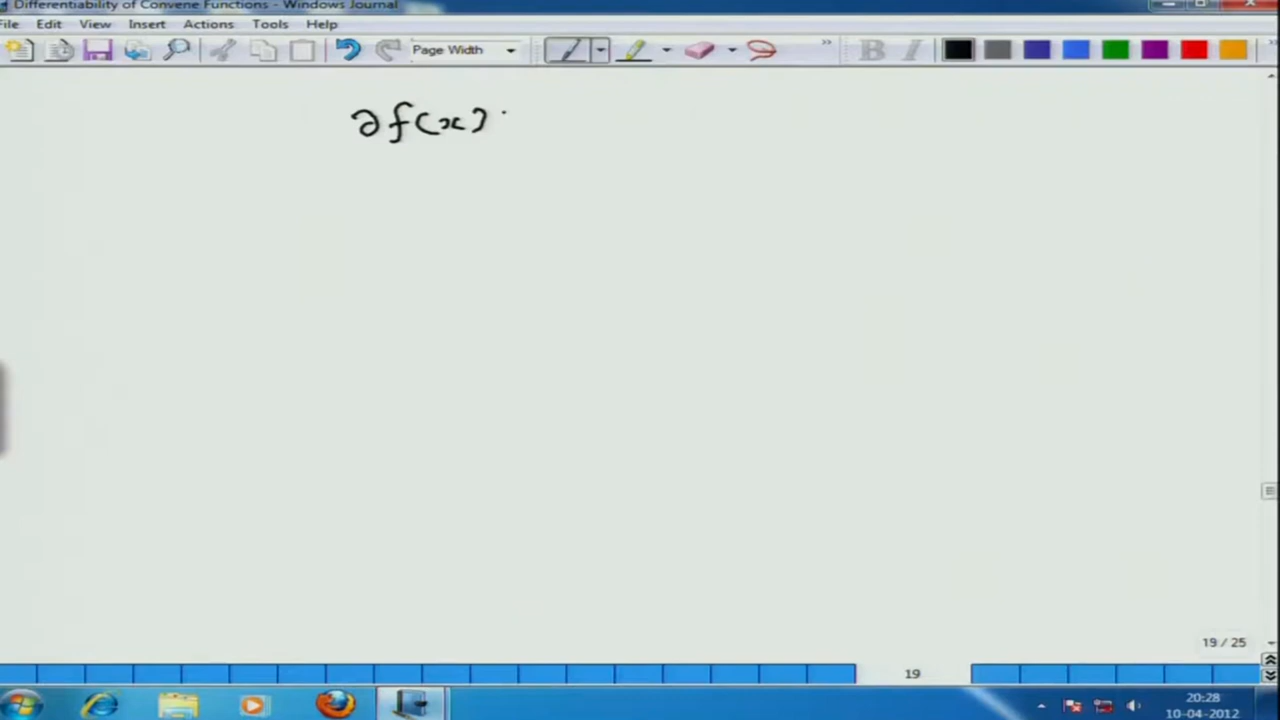 Differentiability of Convene Functions - Windows Journal
File Edit View Insert Actions Tools Help
Page Width
B I
∂f(x)
19 / 25
19
20:28
10-04-2012